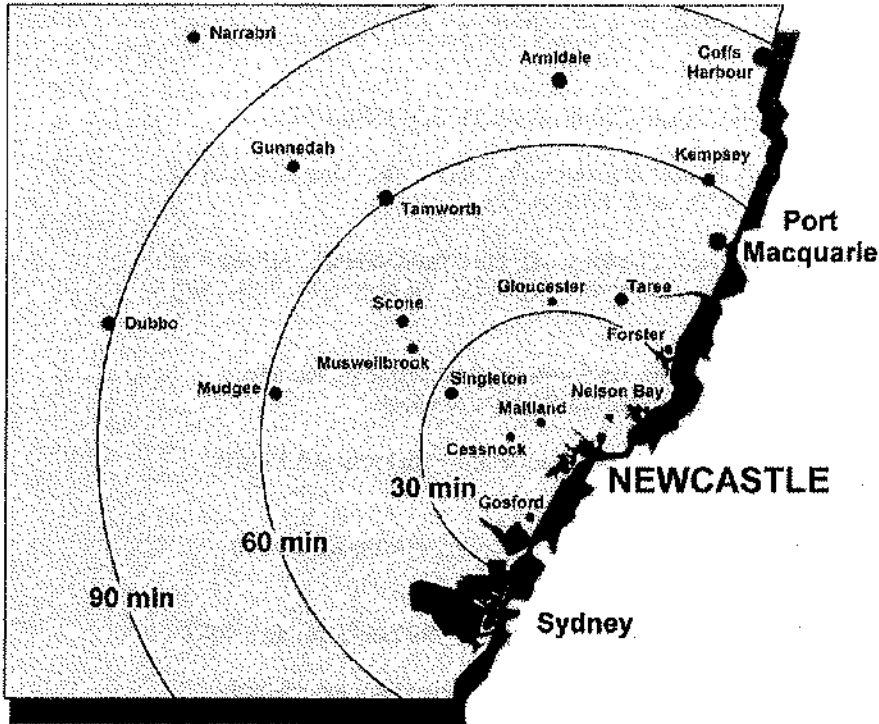 Narrabri
Armidale
Coffs
Harbour
Gunnedah
Kempsey
Tamworth
Port
Macquarie
Gloucester
Taree
Scone
Dubbo
Forster
Muswellbrook
Singleton
Mudgee
Nelson Bay
Maitland
Cessnock
30 min
NEWCASTLE
Gosford
60 min
90 min
Sydney